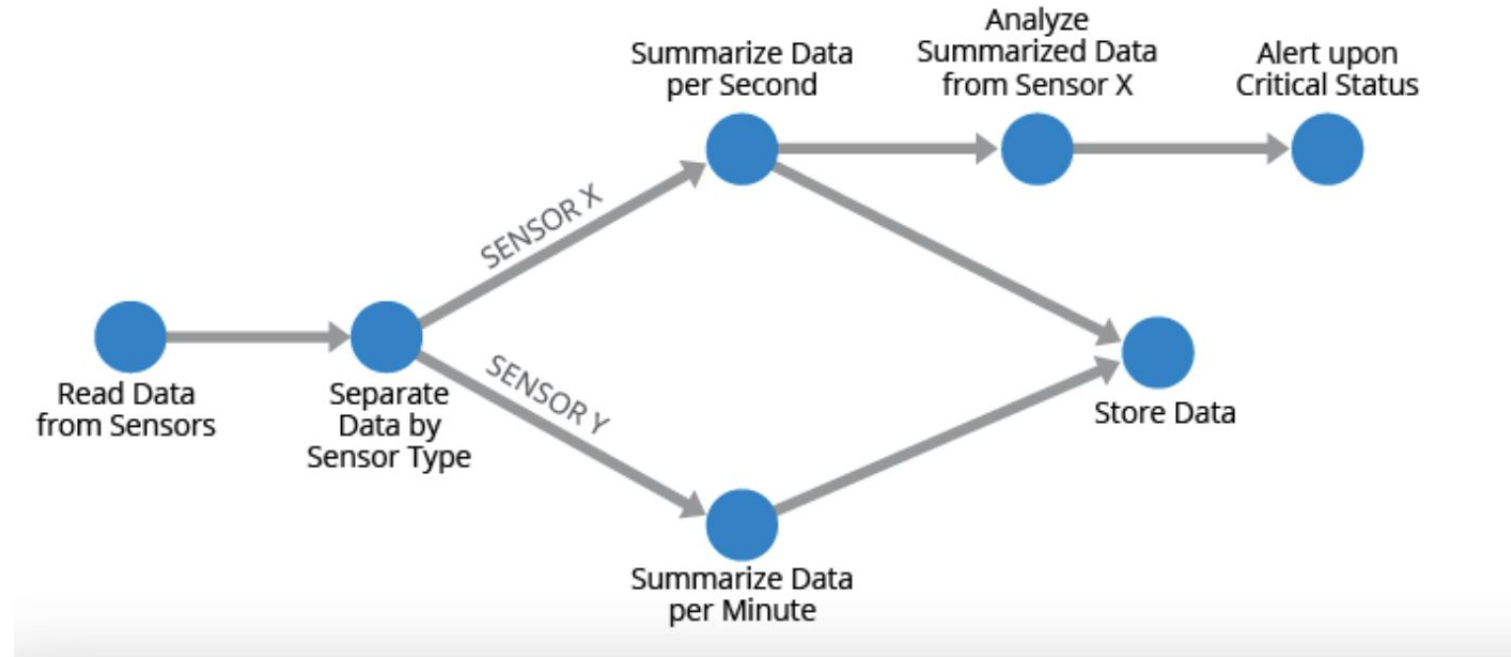 Summarize Data
per Second
Analyze
Summarized Data
from Sensor X
Alert upon
Critical Status
SENSOR X
Read Data
from Sensors
Separate
Data by
Sensor Type
SENSOR Y
Store Data
Summarize Data
per Minute